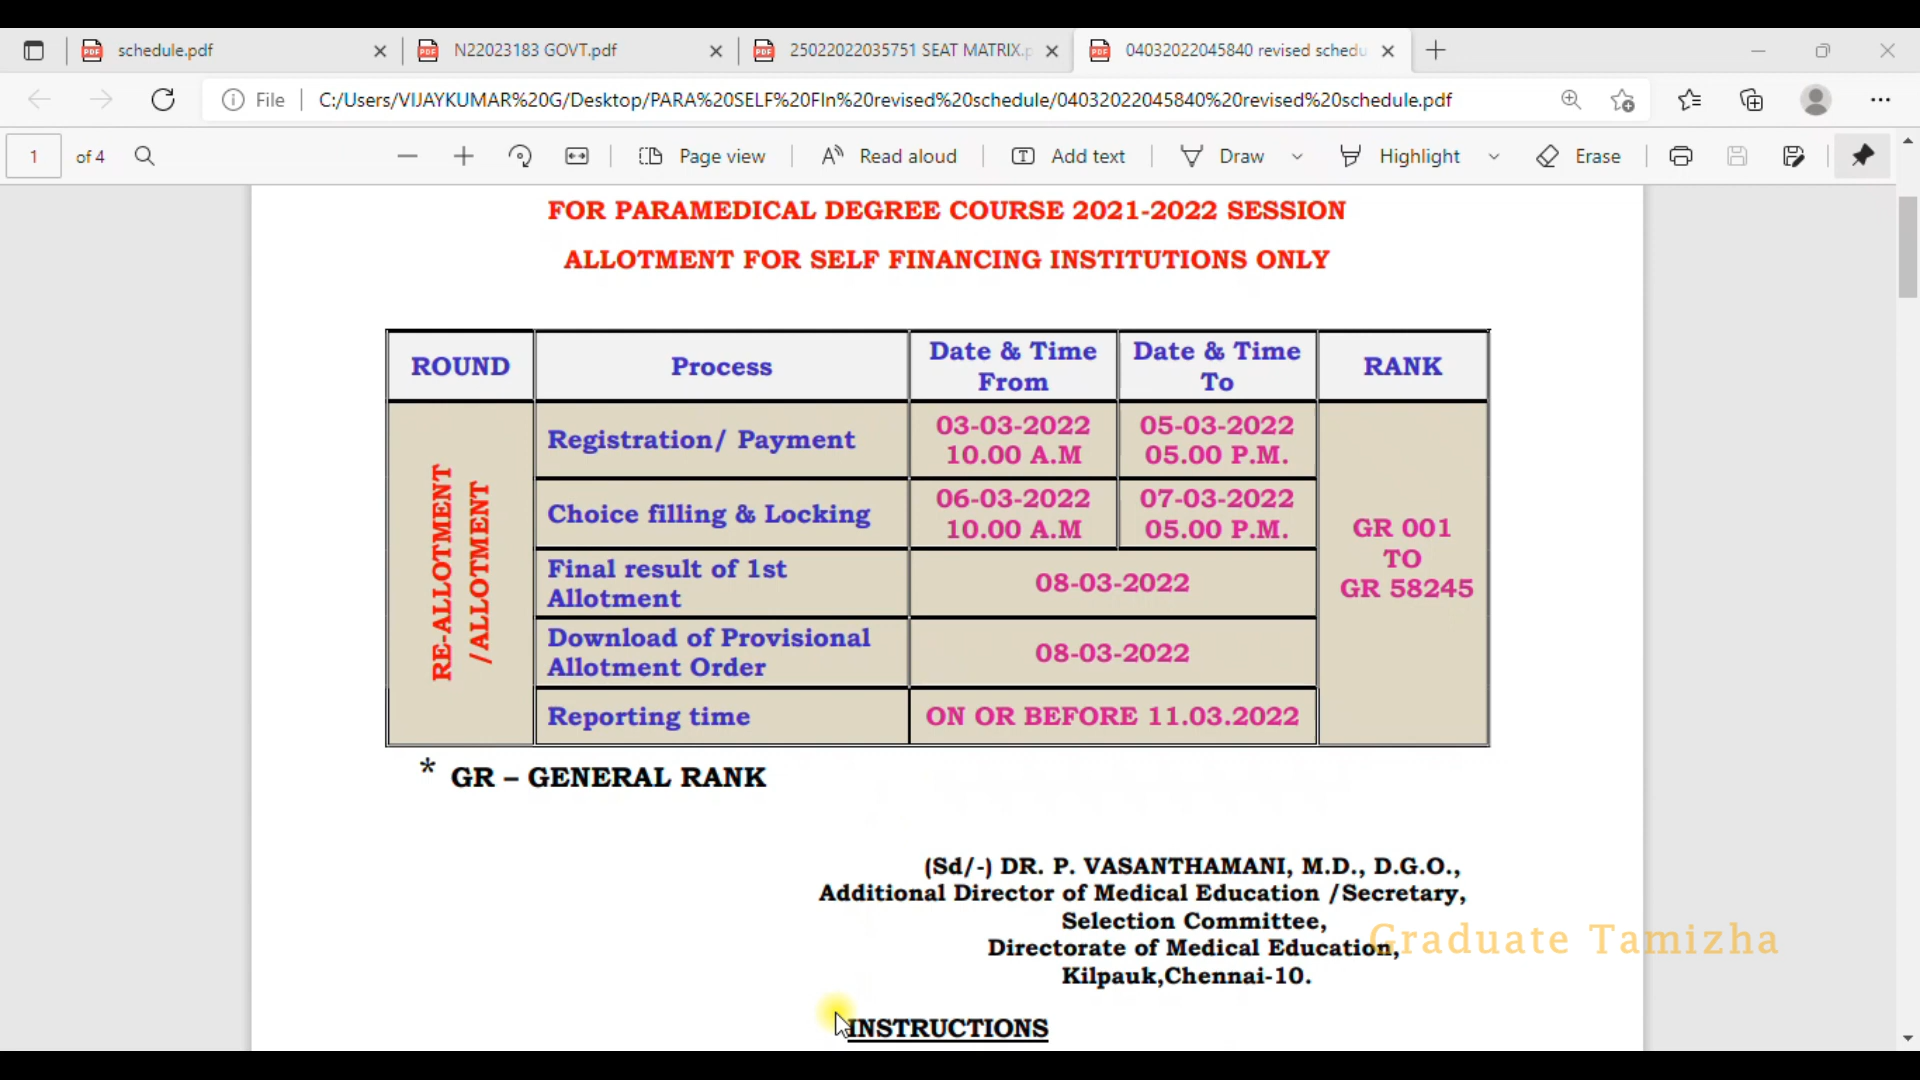 schedule.pdf
N22023183 GOVT.pdf
25022022035751 SEAT MATRIX.p
04032022045840 revised schedu
File
C:/Users/VIJAYKUMAR%20G/Desktop/PARA%20SELF%20FIn%20revised%20schedule/04032022045840%20revised%20schedule.pdf
1 of 4
Page view
Read aloud
Add text
Draw
Highlight
Erase
FOR PARAMEDICAL DEGREE COURSE 2021-2022 SESSION
ALLOTMENT FOR SELF FINANCING INSTITUTIONS ONLY
ROUND
Process
Date & Time
From
Date & Time
To
RANK
RE-ALLOTMENT
/ALLOTMENT
Registration/ Payment
03-03-2022
10.00 A.M
05-03-2022
05.00 P.M.
Choice filling & Locking
06-03-2022
10.00 A.M
07-03-2022
05.00 P.M.
Final result of 1st
Allotment
08-03-2022
Download of Provisional
Allotment Order
08-03-2022
Reporting time
ON OR BEFORE 11.03.2022
GR 001
TO
GR 58245
* GR – GENERAL RANK
(Sd/-) DR. P. VASANTHAMANI, M.D., D.G.O.,
Additional Director of Medical Education /Secretary,
Selection Committee,
Directorate of Medical Education,
Kilpauk,Chennai-10.
Graduate Tamizha
INSTRUCTIONS